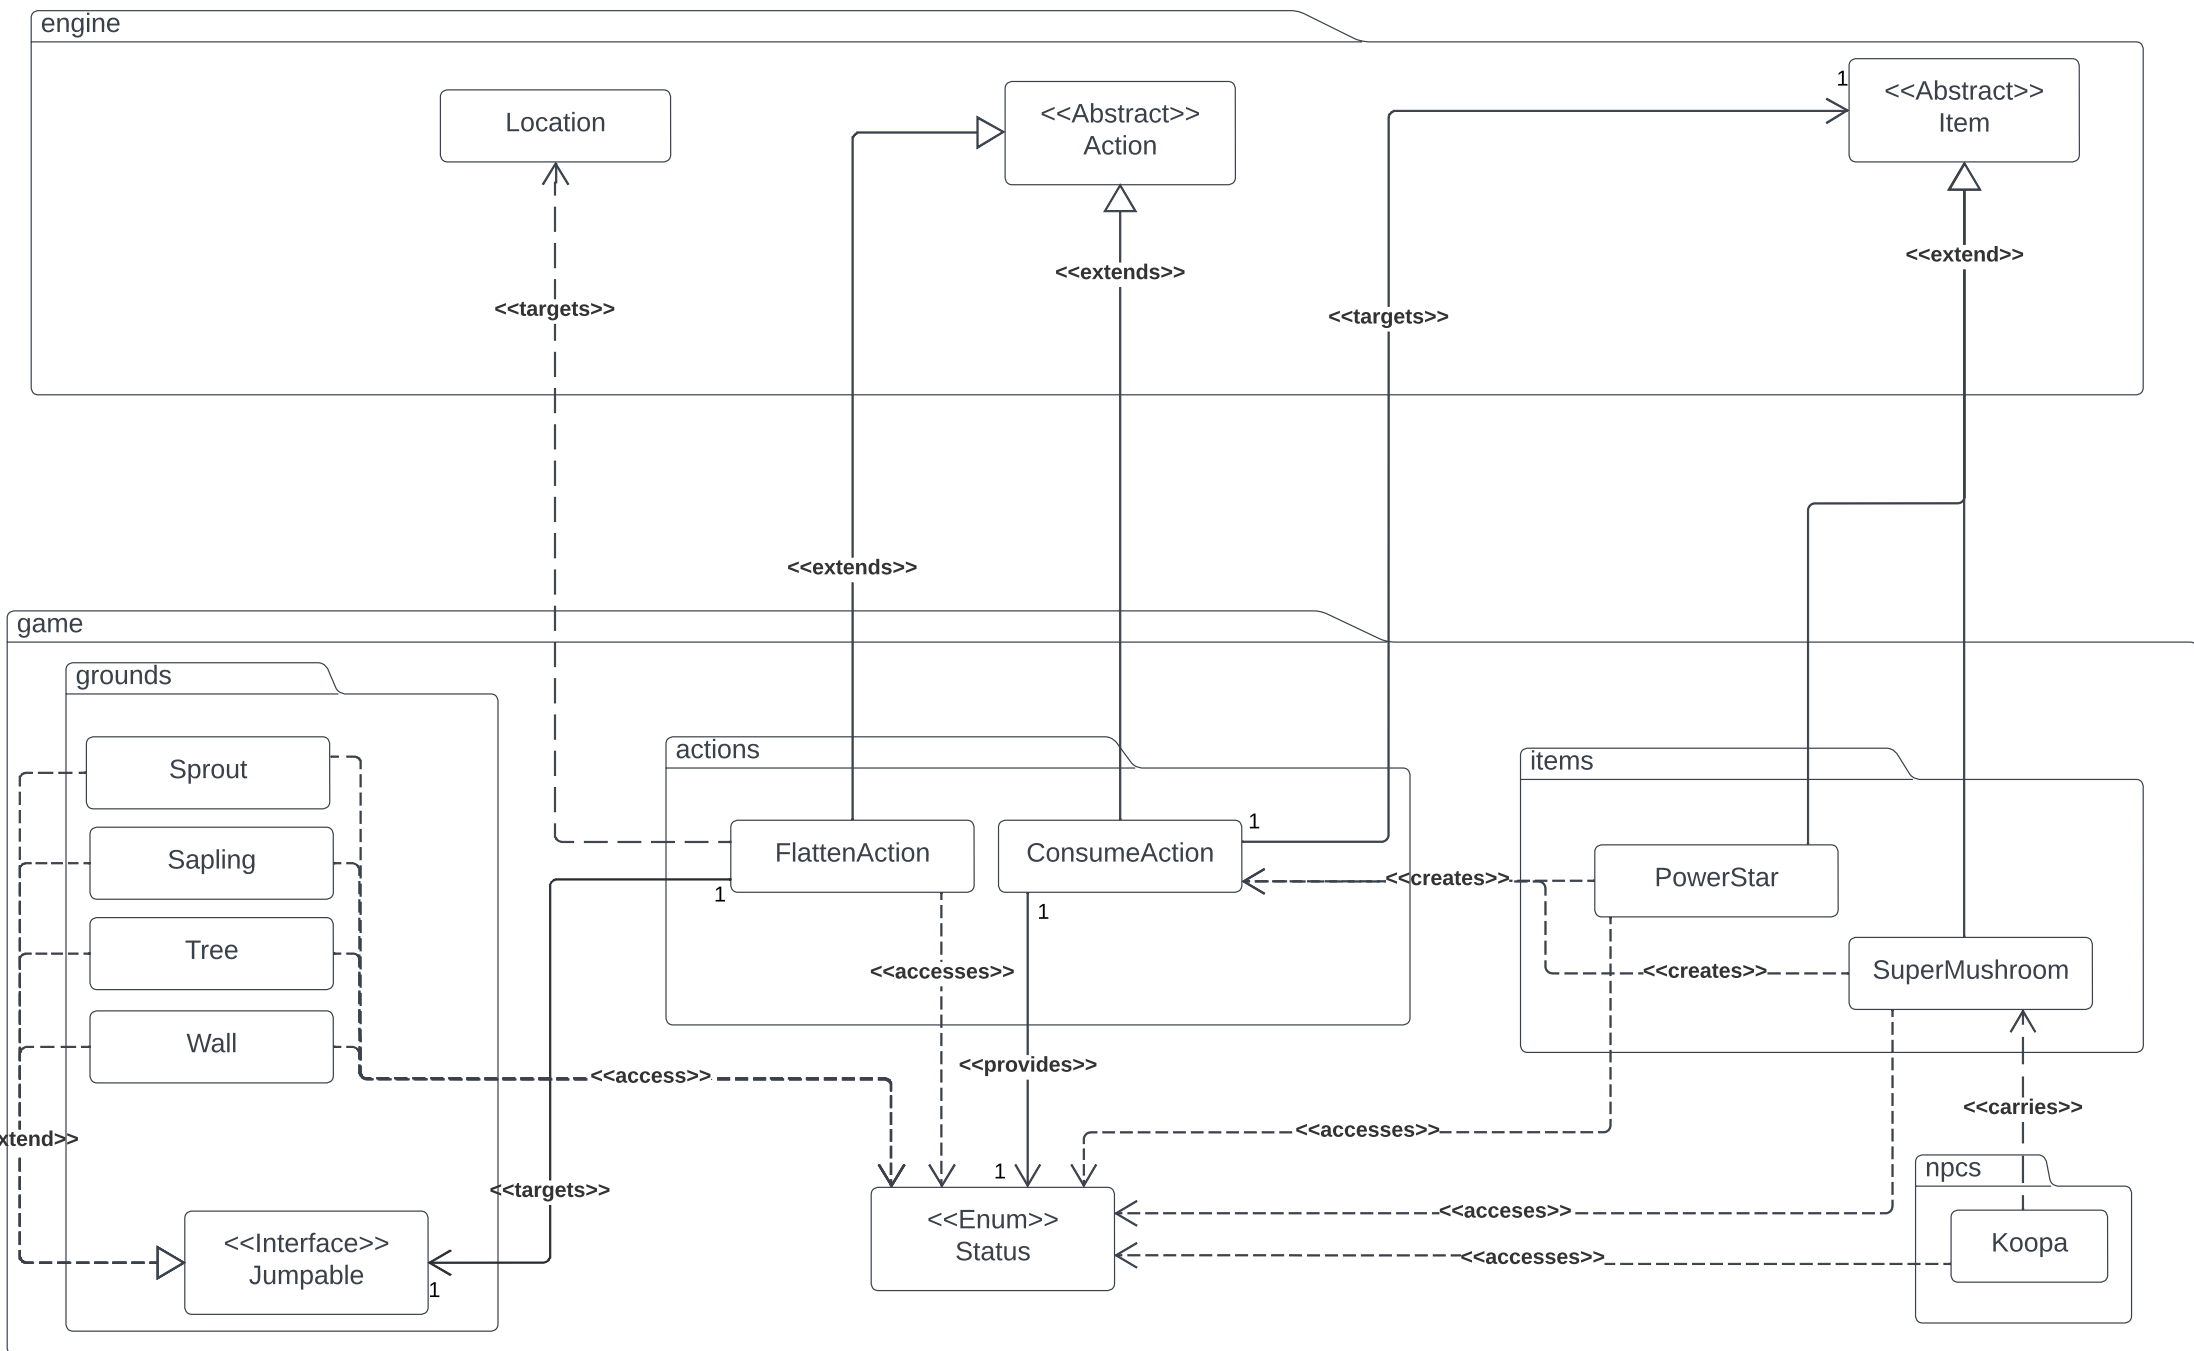 engine
Location
<<Abstract>>
Action
1
<<Abstract>>
Item
<<extends>>
<<extend>>
<<targets>>
<<targets>>
<<extends>>
game
grounds
actions
items
Sprout
Sapling
Tree
Wall
FlattenAction
ConsumeAction
1
1
1
<<creates>>
PowerStar
<<creates>>
SuperMushroom
<<accesses>>
<<provides>>
<<access>>
<<carries>>
<<accesses>>
xtend>>
npcs
1
<<targets>>
<<acceses>>
<<Interface>>
Jumpable
1
<<Enum>>
Status
<<accesses>>
Koopa